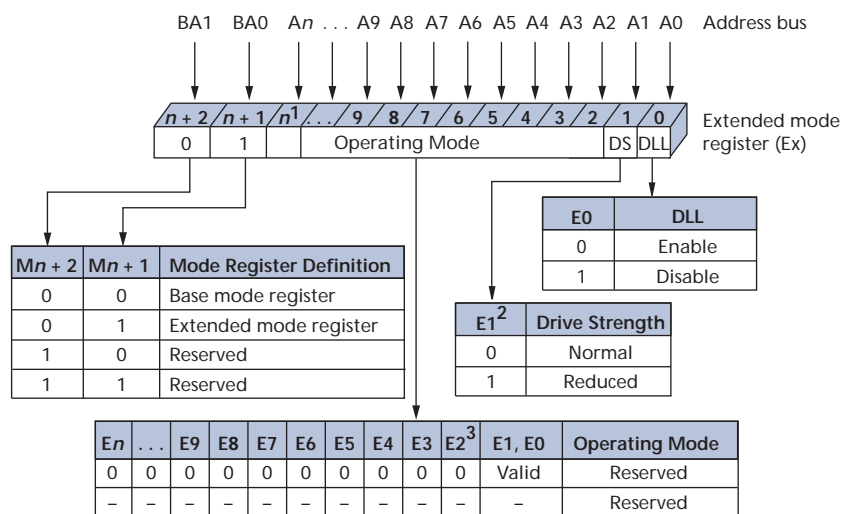 BA1 BA0 An . . . A9 A8 A7 A6 A5 A4 A3 A2 A1 A0 Address bus
n + 2 n + 1 n1 . . . 9 8 7 6 5 4 3 2 1 0
Extended mode
register (Ex)
0 1 Operating Mode DS DLL
E0 DLL
0 Enable
1 Disable
Mn + 2 Mn + 1 Mode Register Definition
0 0 Base mode register
0 1 Extended mode register
1 0 Reserved
1 1 Reserved
E12 Drive Strength
0 Normal
1 Reduced
En . . . E9 E8 E7 E6 E5 E4 E3 E23 E1, E0 Operating Mode
0 0 0 0 0 0 0 0 0 0 Valid Reserved
– – – – – – – – – – – Reserved